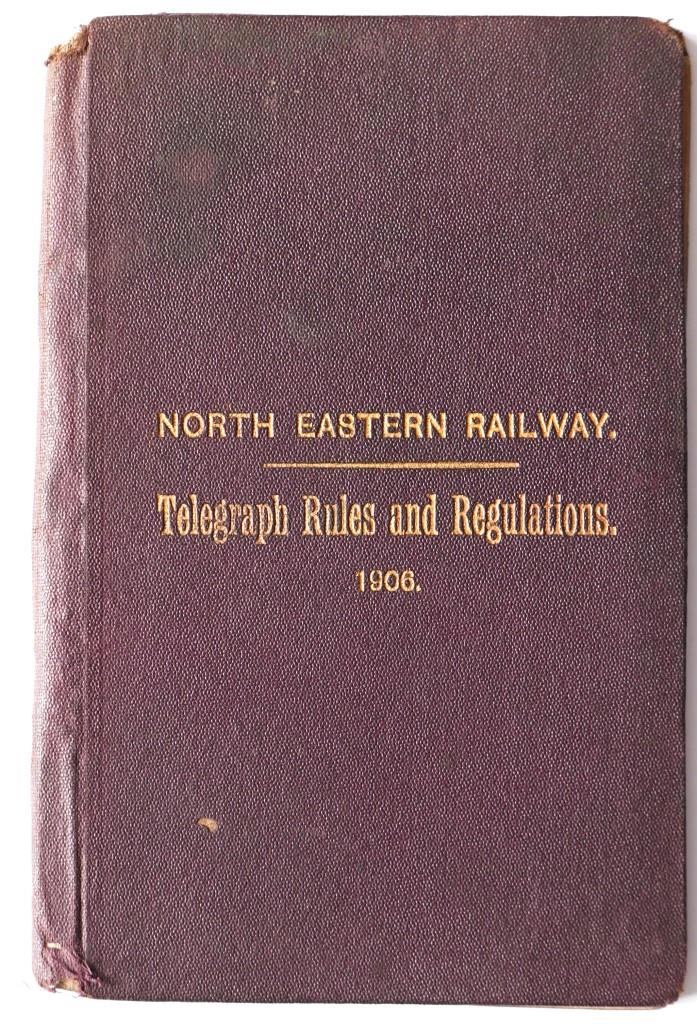 NORTH EASTERN RAILWAY.
Telegraph Rules and Regulations.
1906.